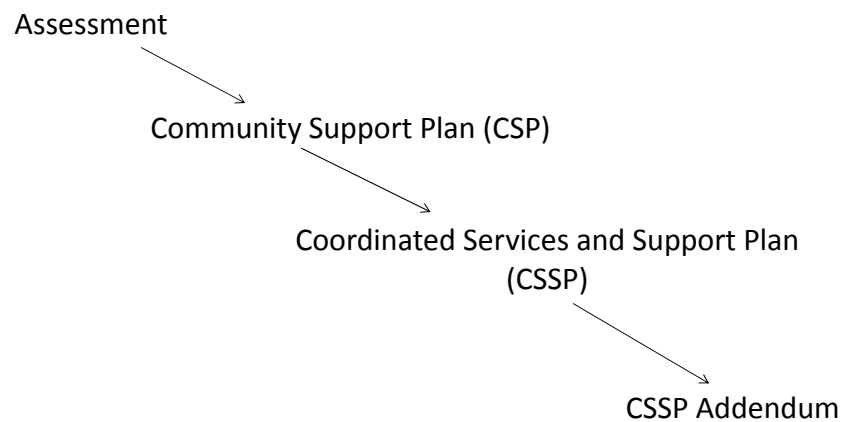 Assessment
Community Support Plan (CSP)
Coordinated Services and Support Plan
(CSSP)
CSSP Addendum